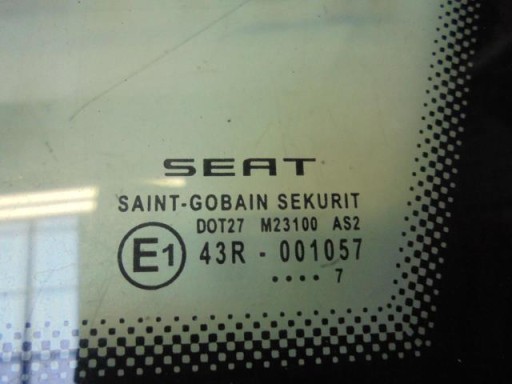 SEAT
SAINT-GOBAIN SEKURIT
DOT27 M23100 AS2
E1 43R - 001057
•••• 7